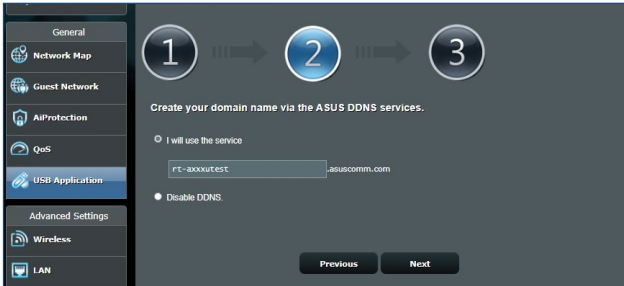 General
Network Map
Guest Network
AiProtection
QoS
USB Application
Advanced Settings
Wireless
LAN
1
2
3
Create your domain name via the ASUS DDNS services.
I will use the service
rt-axxxutest.asuscomm.com
Disable DDNS.
Previous
Next